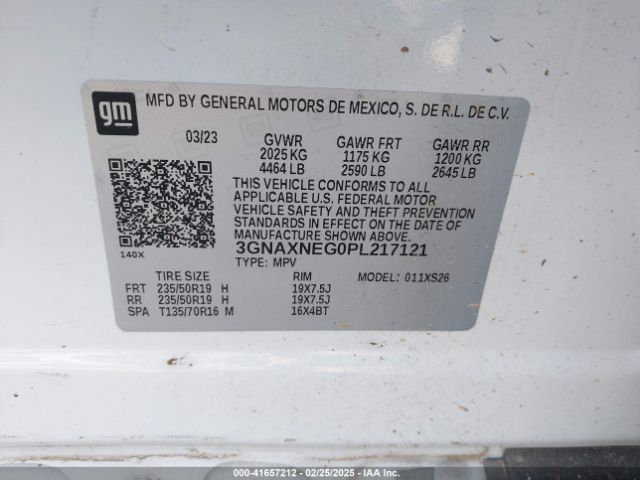 gm
MFD BY GENERAL MOTORS DE MEXICO, S. DE R.L. DE C.V.
03/23 GVWR GAWR FRT GAWR RR
2025 KG 1175 KG 1200 KG
4464 LB 2590 LB 2645 LB
THIS VEHICLE CONFORMS TO ALL
APPLICABLE U.S. FEDERAL MOTOR
VEHICLE SAFETY AND THEFT PREVENTION
STANDARDS IN EFFECT ON THE DATE OF
MANUFACTURE SHOWN ABOVE.
140X 3GNAXNEG0PL217121
TYPE: MPV
TIRE SIZE RIM MODEL: 011XS26
FRT 235/50R19 H 19X7.5J
RR 235/50R19 H 19X7.5J
SPA T135/70R16 M 16X4BT
00-41657212 - 02/25/2025 - IAA Inc.